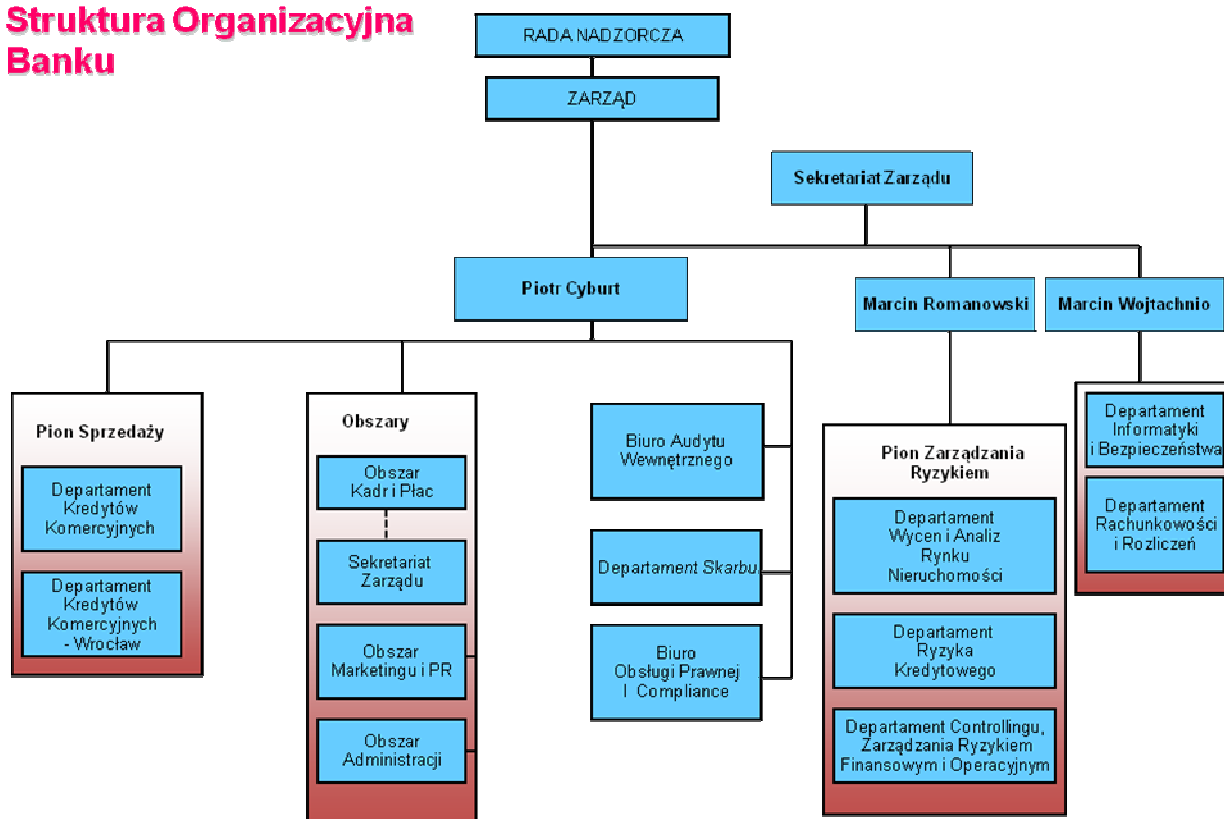 Struktura Organizacyjna
Banku
RADA NADZORCZA
ZARZĄD
Sekretariat Zarządu
Piotr Cyburt
Marcin Romanowski
Marcin Wojtachnio
Pion Sprzedaży
Departament
Kredytów
Komercyjnych
Departament
Kredytów
Komercyjnych
- Wrocław
Obszary
Obszar
Kadr i Płac
Sekretariat
Zarządu
Obszar
Marketingu i PR
Obszar
Administracji
Biuro Audytu
Wewnętrznego
Departament Skarbu
Biuro
Obsługi Prawnej
I Compliance
Pion Zarządzania
Ryzykiem
Departament
Wycen i Analiz
Rynku
Nieruchomości
Departament
Ryzyka
Kredytowego
Departament Controllingu,
Zarządzania Ryzykiem
Finansowym i Operacyjnym
Departament
Informatyki
i Bezpieczeństwa
Departament
Rachunkowości
i Rozliczeń